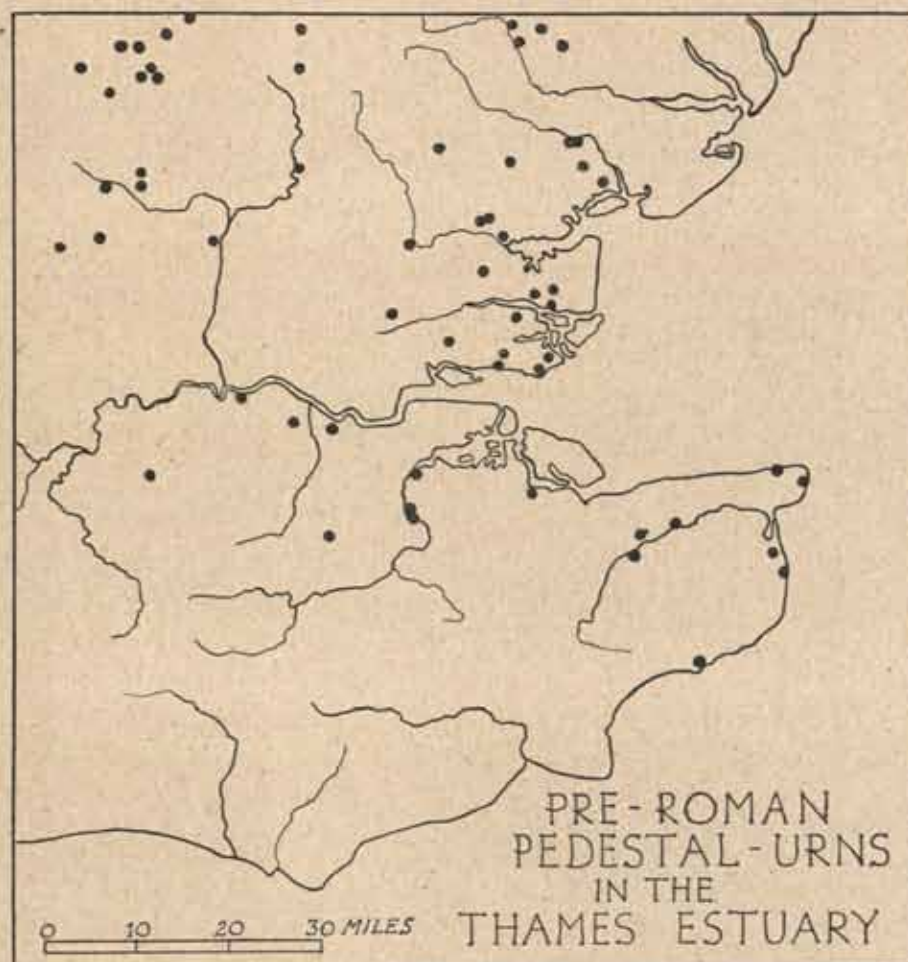 PRE-ROMAN
PEDESTAL-URNS
IN THE
THAMES ESTUARY
0 10 20 30 MILES